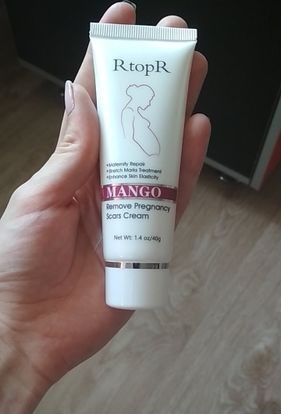 RtopR
•Maternity Repair
•Stretch Marks Treatment
•Enhance Skin Elasticity
MANGO
Remove Pregnancy
Scars Cream
Net Wt: 1.4 oz/40g